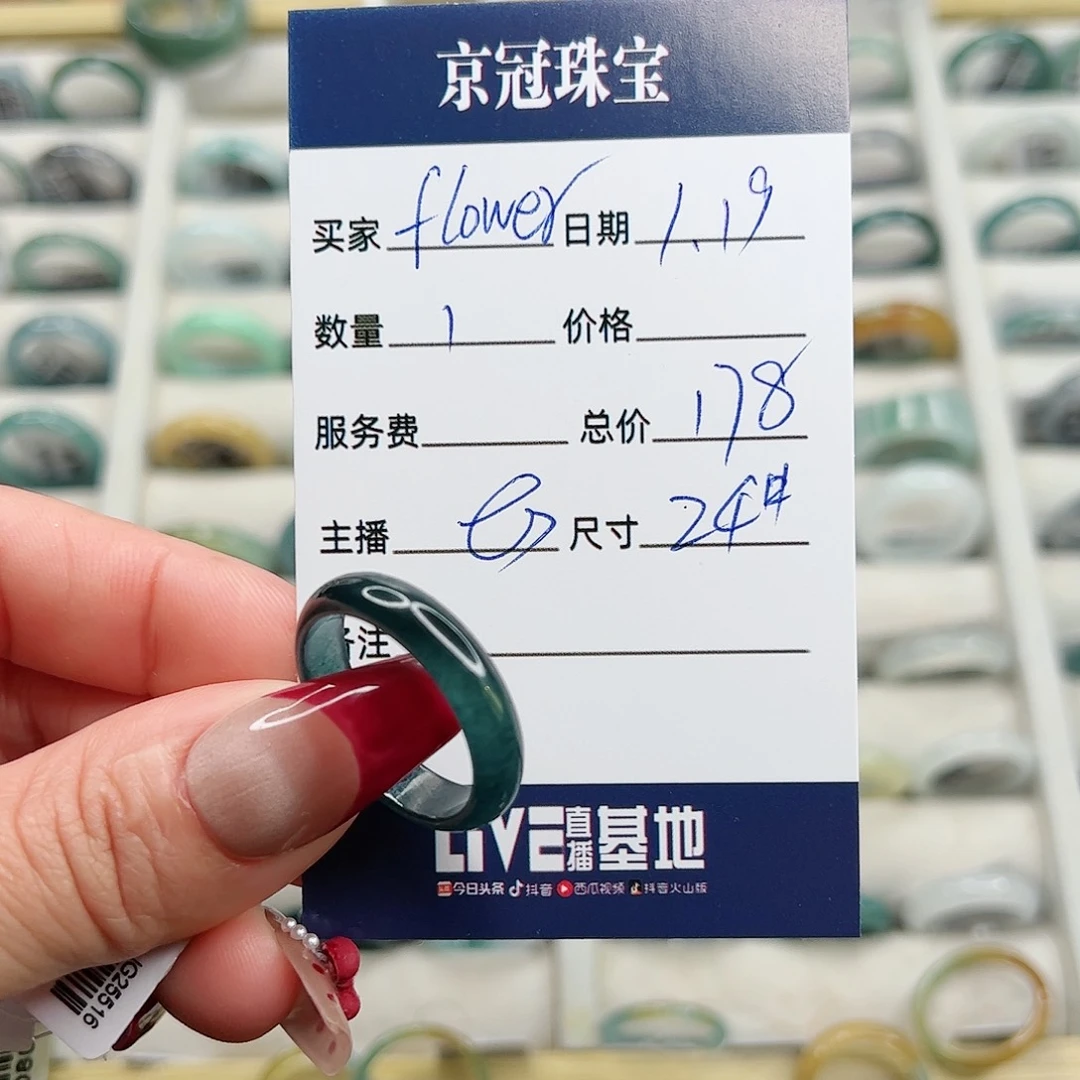 京冠珠宝
买家 flower 日期 1.19
数量 1 价格
服务费 总价 178
主播 尺寸 24#
备注
LIVE直播基地
今日头条 抖音 西瓜视频 抖音火山版
JG25516